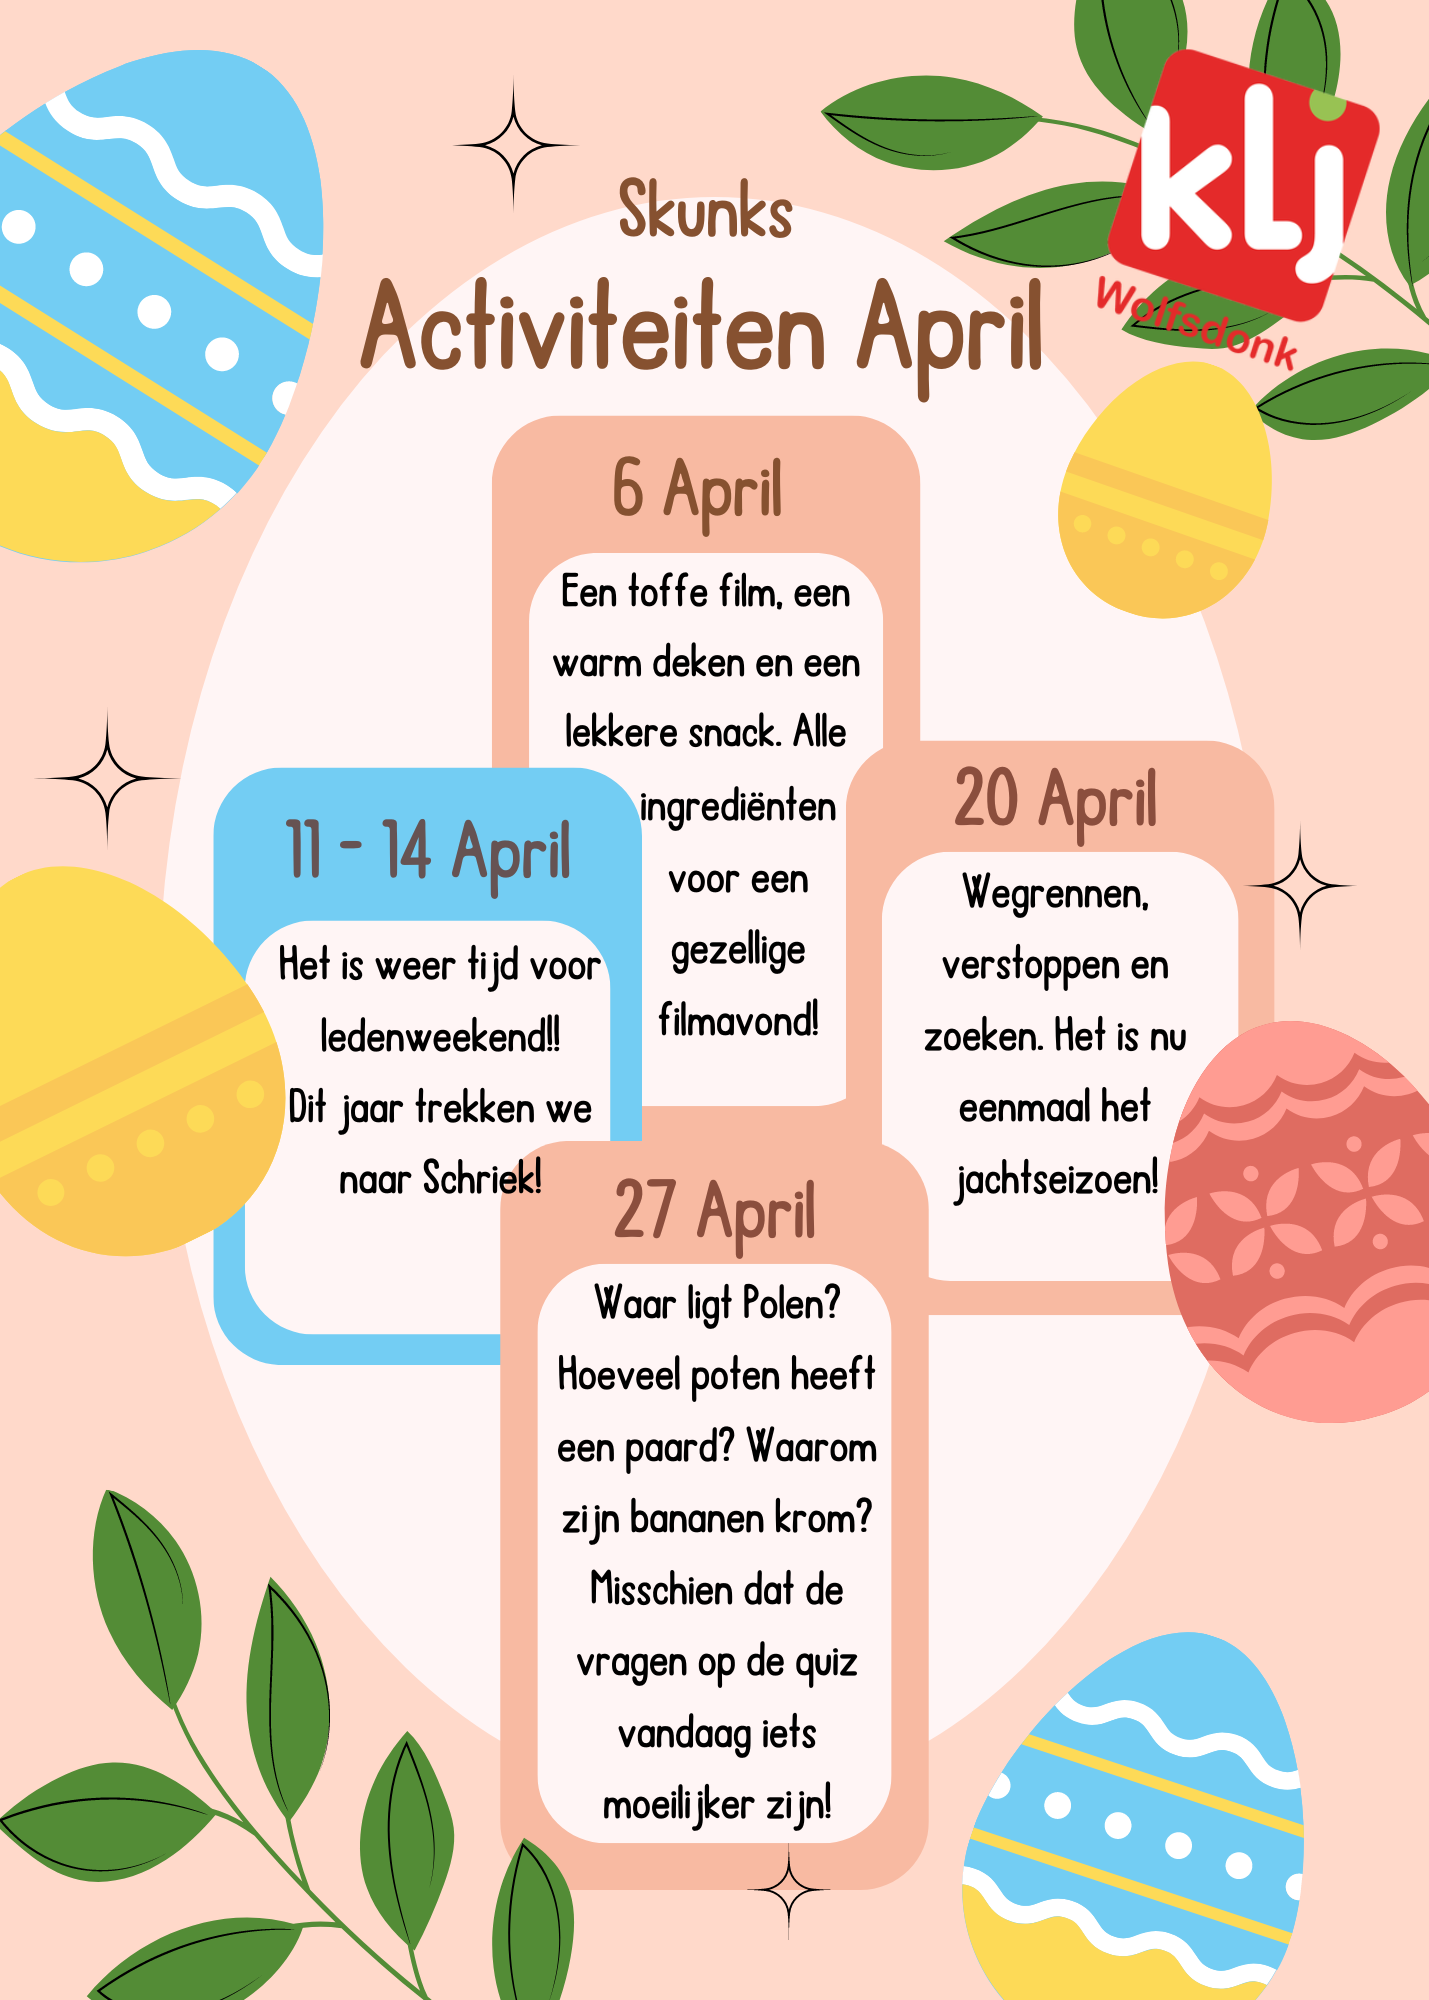 Skunks
Activiteiten April
klj
Wolfsdonk
6 April
Een toffe film, een
warm deken en een
lekkere snack. Alle
ingrediënten
voor een
gezellige
filmavond!
11 - 14 April
Het is weer tijd voor
ledenweekend!!
Dit jaar trekken we
naar Schriek!
20 April
Wegrennen,
verstoppen en
zoeken. Het is nu
eenmaal het
jachtseizoen!
27 April
Waar ligt Polen?
Hoeveel poten heeft
een paard? Waarom
zijn bananen krom?
Misschien dat de
vragen op de quiz
vandaag iets
moeilijker zijn!